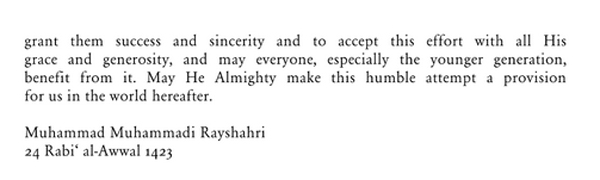 grant them success and sincerity and to accept this effort with all His
grace and generosity, and may everyone, especially the younger generation,
benefit from it. May He Almighty make this humble attempt a provision
for us in the world hereafter.
Muhammad Muhammadi Rayshahri
24 Rabi‘ al-Awwal 1423